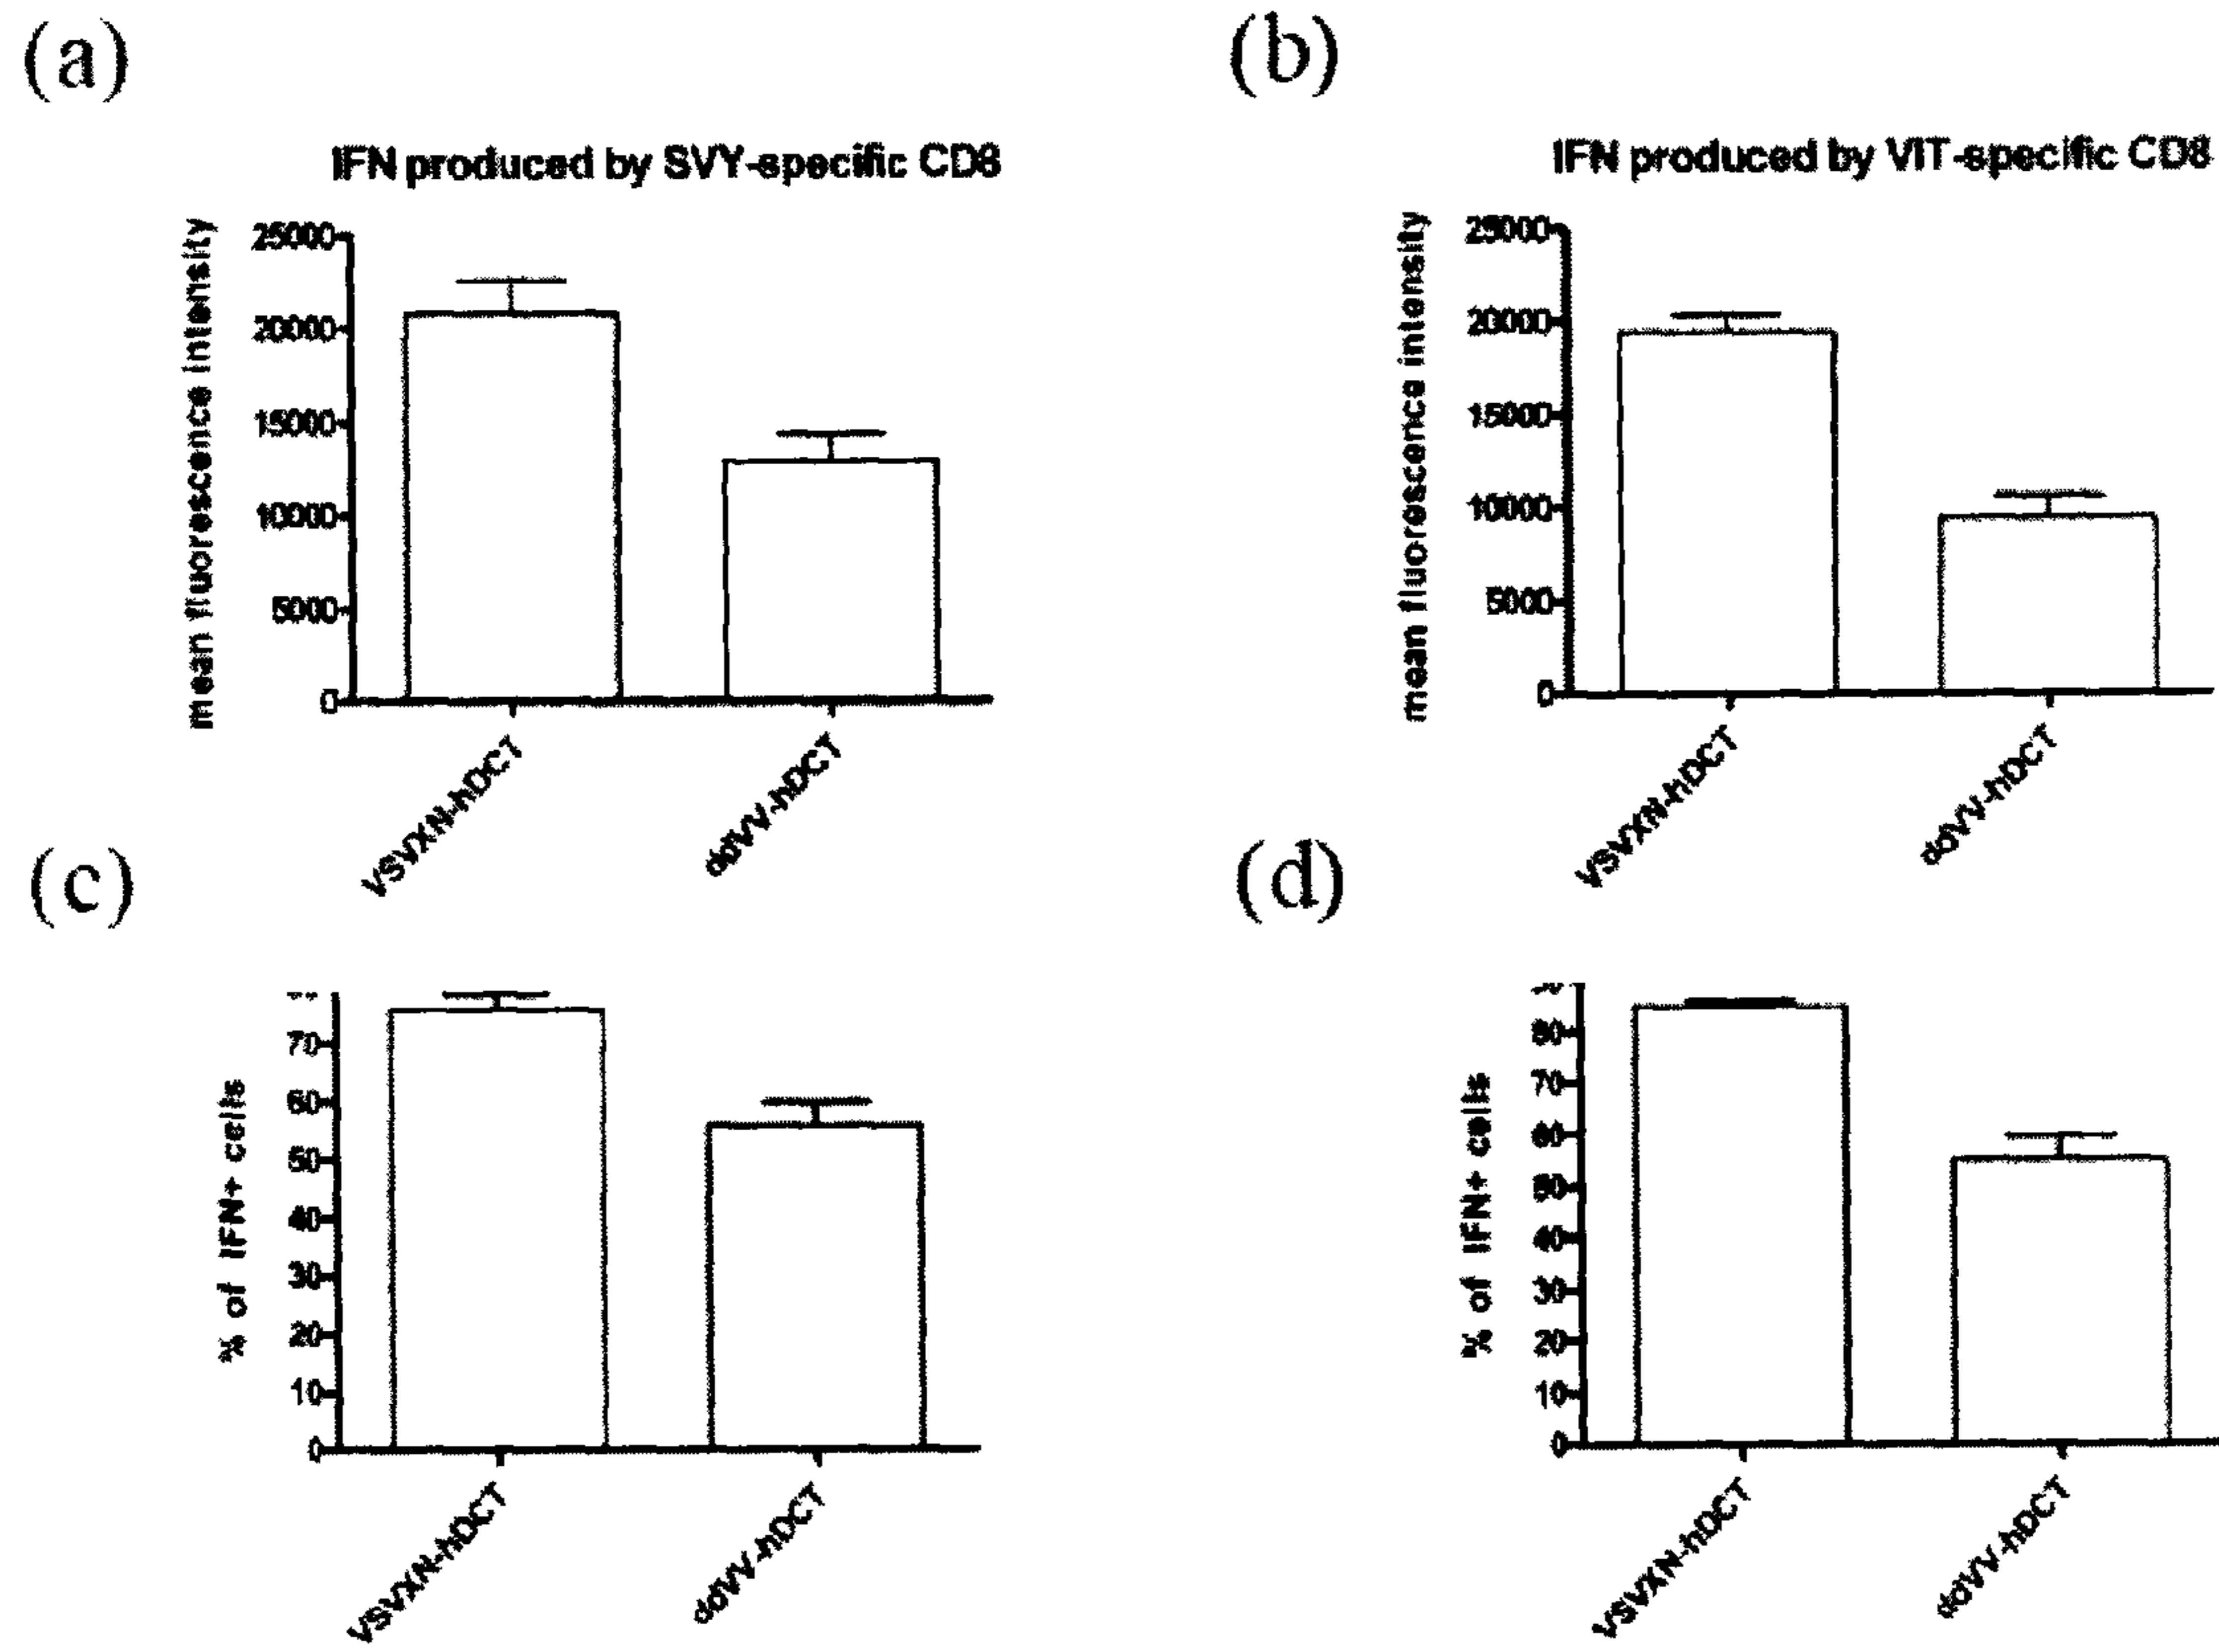 (a)
IFN produced by SVY-specific CD8
mean fluorescence intensity
25000
20000
15000
10000
5000
0
VSVXN-hDCT
ddVV-hDCT
(b)
IFN produced by VIT-specific CD8
mean fluorescence intensity
25000
20000
15000
10000
5000
0
VSVXN-hDCT
ddVV-hDCT
(c)
% of IFN+ cells
70
60
50
40
30
20
10
0
VSVXN-hDCT
ddVV-hDCT
(d)
% of IFN+ cells
80
70
60
50
40
30
20
10
0
VSVXN-hDCT
ddVV-hDCT